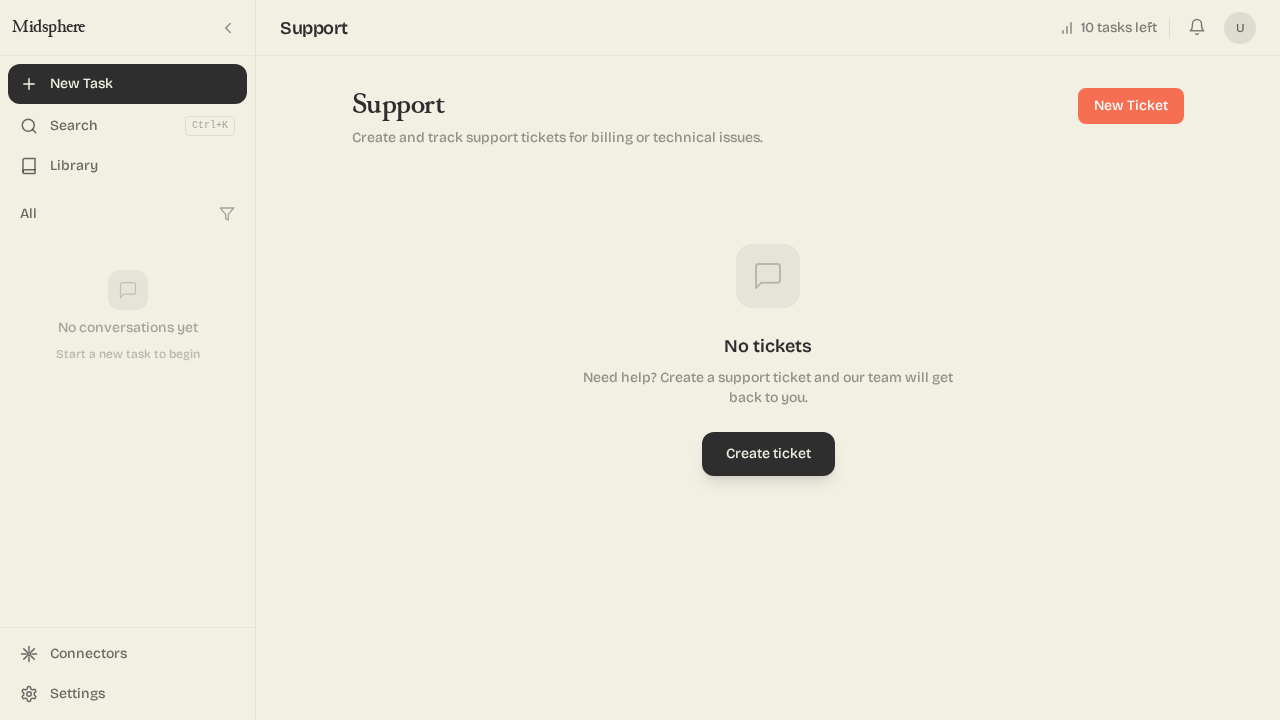 Midsphere
New Task
Search
Ctrl+K
Library
All
No conversations yet
Start a new task to begin
Connectors
Settings
Support
10 tasks left
U
Support
New Ticket
Create and track support tickets for billing or technical issues.
No tickets
Need help? Create a support ticket and our team will get
back to you.
Create ticket